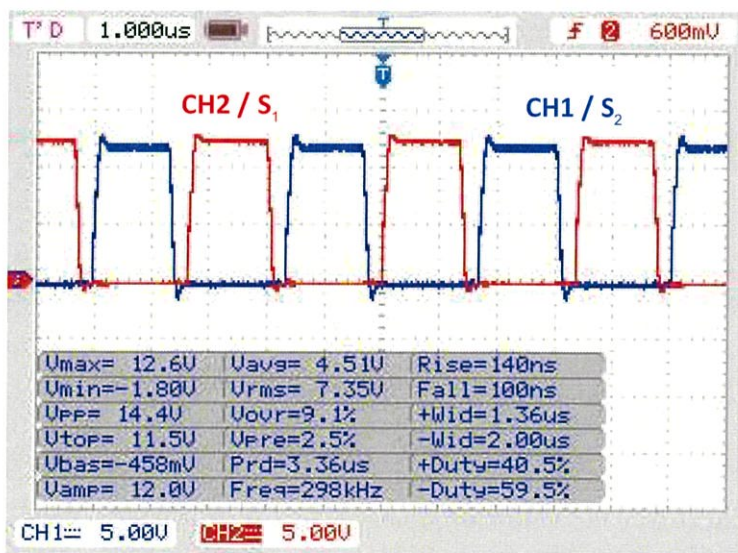 T'D 1.000us T 2 600mV
T
CH2 / S₁ CH1 / S₂
Vmax= 12.6V Vavg= 4.51V Rise=140ns
Vmin=-1.80V Vrms= 7.35V Fall=100ns
Vpp= 14.4V Vovr=9.1% +Wid=1.36us
Vtop= 11.5V Vpre=2.5% -Wid=2.00us
Vbas=-458mV Prd=3.36us +Duty=40.5%
Vamp= 12.0V Freq=298kHz -Duty=59.5%
CH1 5.00V CH2 5.00V